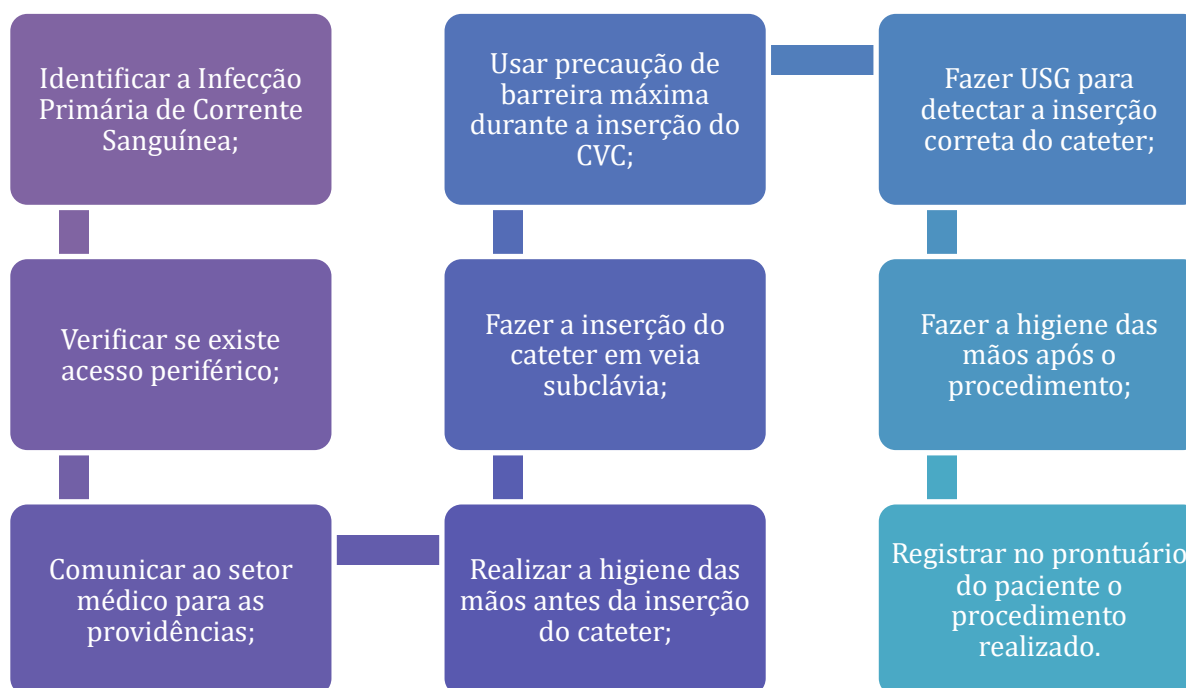 Identificar a Infecção
Primária de Corrente
Sanguínea;
Verificar se existe
acesso periférico;
Comunicar ao setor
médico para as
providências;
Realizar a higiene das
mãos antes da inserção
do cateter;
Fazer a inserção do
cateter em veia
subclávia;
Usar precaução de
barreira máxima
durante a inserção do
CVC;
Fazer USG para
detectar a inserção
correta do cateter;
Fazer a higiene das
mãos após o
procedimento;
Registrar no prontuário
do paciente o
procedimento
realizado.